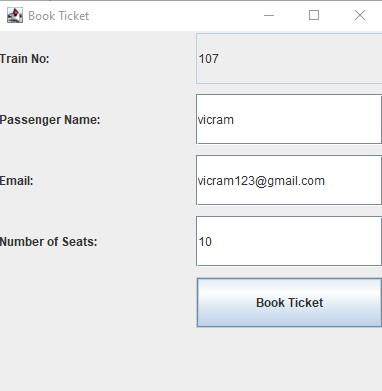 Book Ticket
Train No: 107
Passenger Name: vicram
Email: vicram123@gmail.com
Number of Seats: 10
Book Ticket